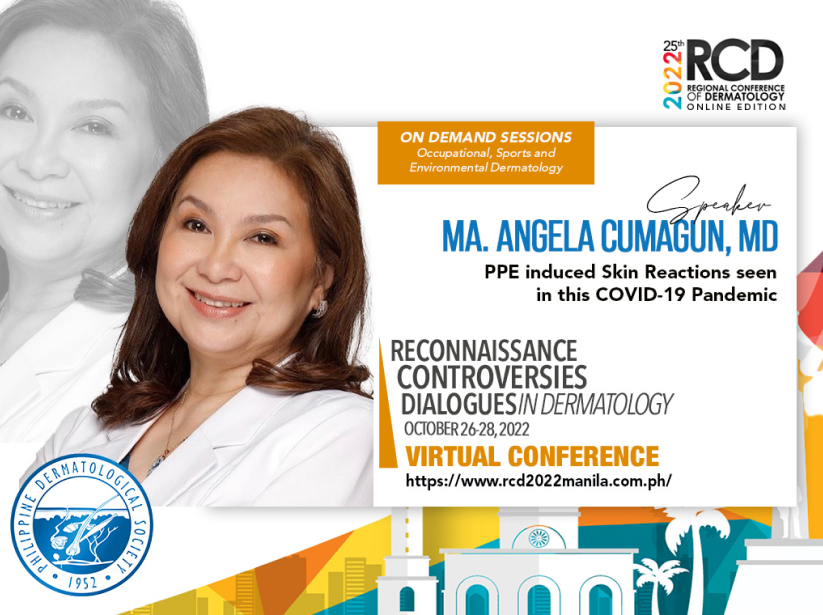 25th
2022
RCD
REGIONAL CONFERENCE
OF DERMATOLOGY
ONLINE EDITION
ON DEMAND SESSIONS
Occupational, Sports and
Environmental Dermatology
Speaker
MA. ANGELA CUMAGUN, MD
PPE induced Skin Reactions seen
in this COVID-19 Pandemic
RECONNAISSANCE
CONTROVERSIES
DIALOGUES IN DERMATOLOGY
OCTOBER 26-28, 2022
VIRTUAL CONFERENCE
https://www.rcd2022manila.com.ph/
PHILIPPINE DERMATOLOGICAL SOCIETY
• 1952 •